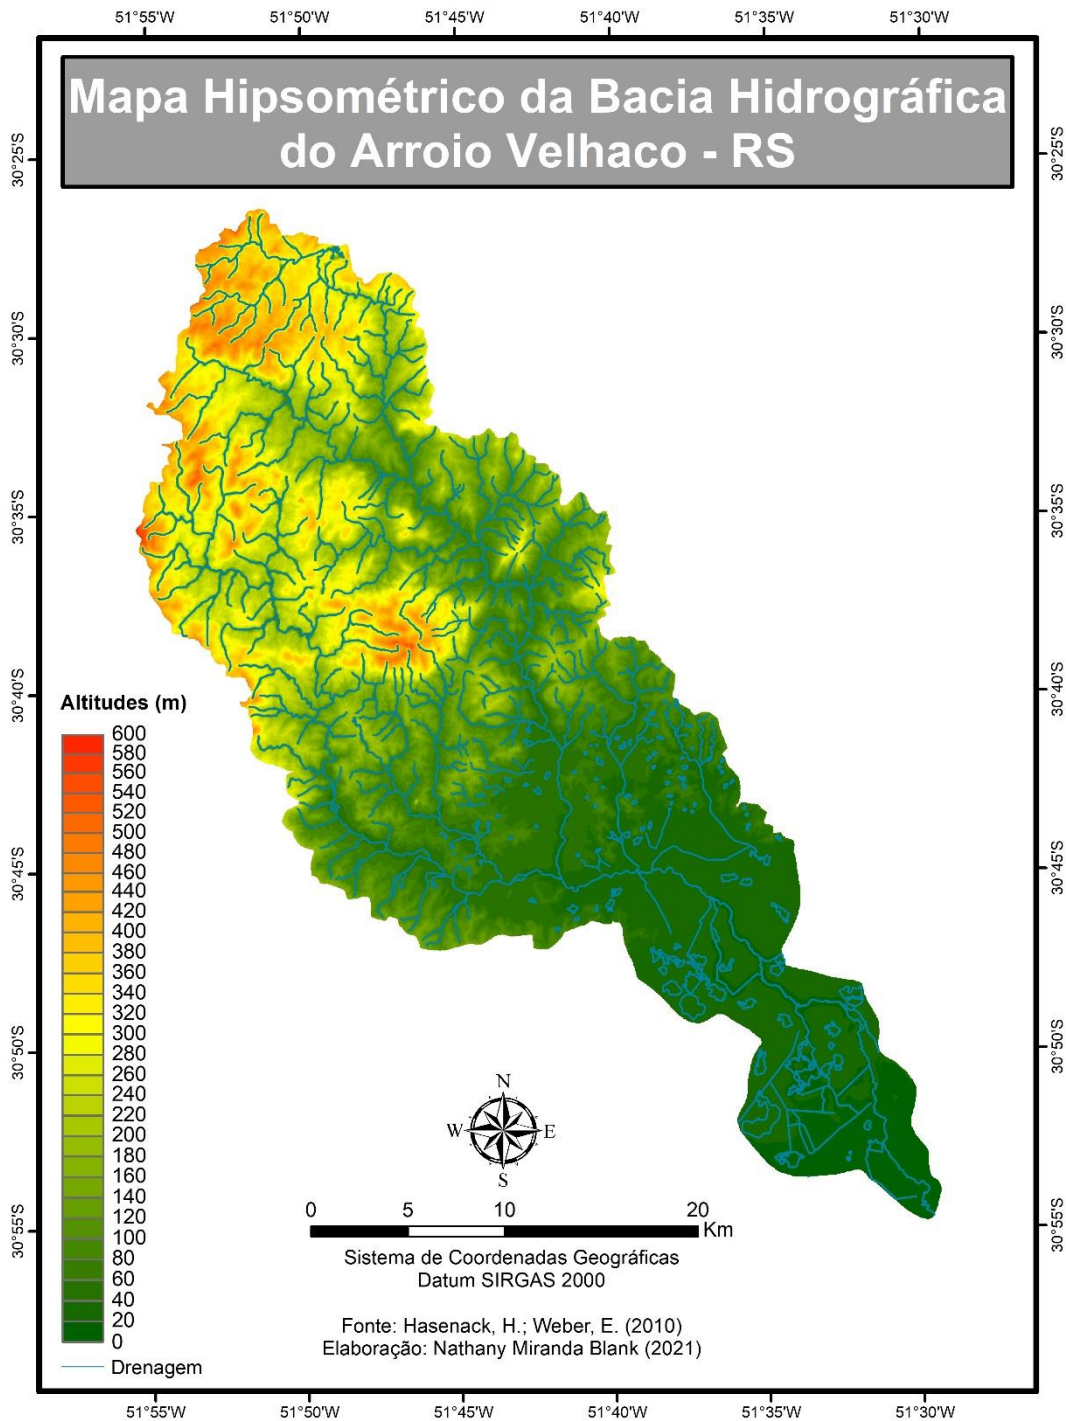 51°55'W 51°50'W 51°45'W 51°40'W 51°35'W 51°30'W
Mapa Hipsométrico da Bacia Hidrográfica
do Arroio Velhaco - RS
30°25'S 30°25'S
30°30'S 30°30'S
30°35'S 30°35'S
30°40'S 30°40'S
Altitudes (m)
600
580
560
540
520
500
480
460
440
420
400
380
360
340
320
300
280
260
240
220
200
180
160
140
120
100
80
60
40
20
0
Drenagem
30°45'S 30°45'S
30°50'S 30°50'S
30°55'S 30°55'S
N
W E
S
0 5 10 20
Km
Sistema de Coordenadas Geográficas
Datum SIRGAS 2000
Fonte: Hasenack, H.; Weber, E. (2010)
Elaboração: Nathany Miranda Blank (2021)
51°55'W 51°50'W 51°45'W 51°40'W 51°35'W 51°30'W